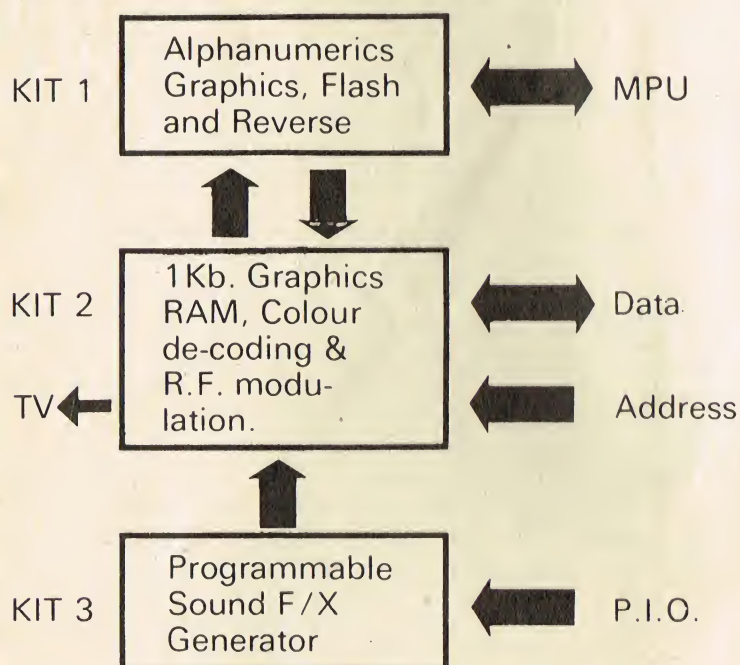 KIT 1
Alphanumerics
Graphics, Flash
and Reverse
MPU
KIT 2
TV
1Kb. Graphics
RAM, Colour
de-coding &
R.F. modu-
lation.
Data
Address
KIT 3
Programmable
Sound F/X
Generator
P.I.O.